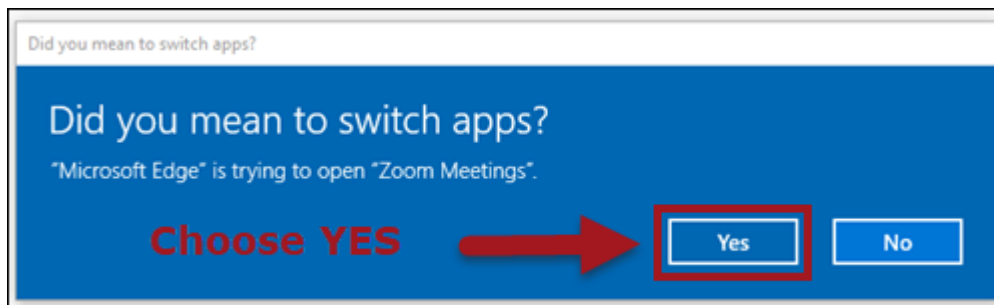 Did you mean to switch apps?
Did you mean to switch apps?
"Microsoft Edge" is trying to open "Zoom Meetings".
Choose YES Yes No